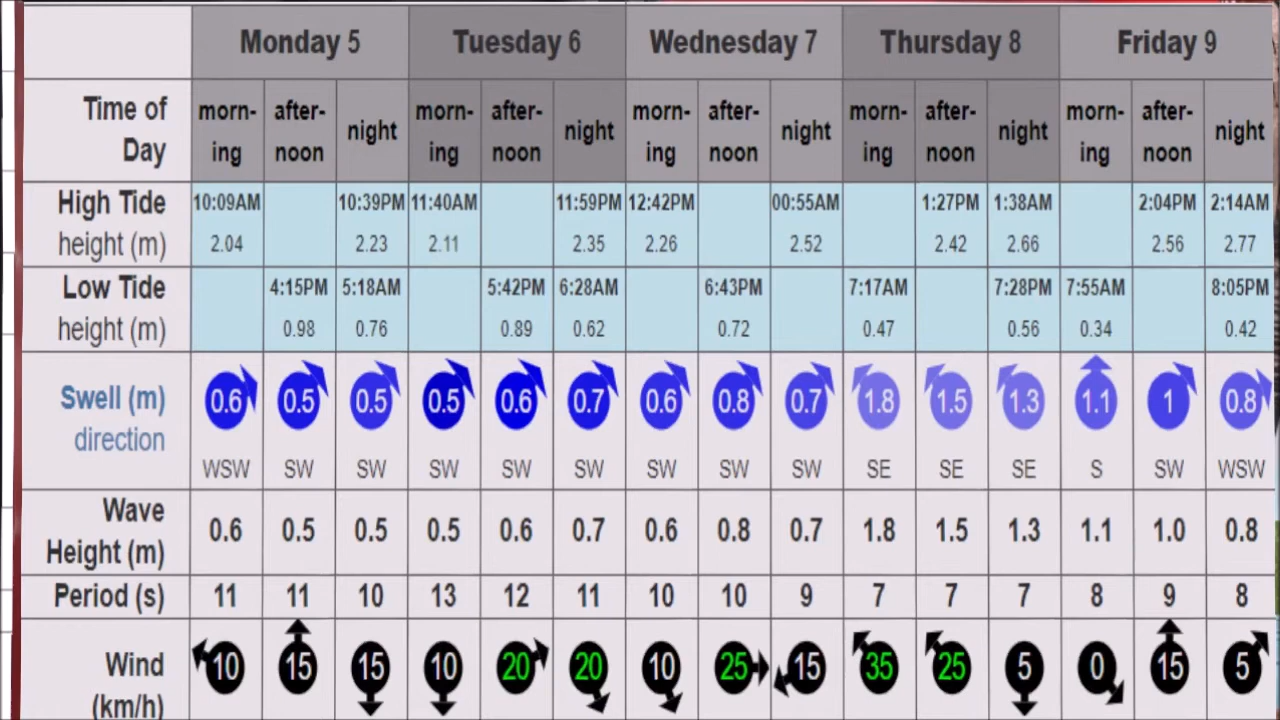 Monday 5 Tuesday 6 Wednesday 7 Thursday 8 Friday 9
Time of morn- after- night morn- after- night morn- after- night morn- after- night morn- after- night
Day ing noon ing noon ing noon ing noon ing noon
High Tide 10:09AM 10:39PM 11:40AM 11:59PM 12:42PM 00:55AM 1:27PM 1:38AM 2:04PM 2:14AM
height (m) 2.04 2.23 2.11 2.35 2.26 2.52 2.42 2.66 2.56 2.77
Low Tide 4:15PM 5:18AM 5:42PM 6:28AM 6:43PM 7:17AM 7:28PM 7:55AM 8:05PM
height (m) 0.98 0.76 0.89 0.62 0.72 0.47 0.56 0.34 0.42
Swell (m) 0.6 0.5 0.5 0.5 0.6 0.7 0.6 0.8 0.7 1.8 1.5 1.3 1.1 1 0.8
direction WSW SW SW SW SW SW SW SW SW SE SE SE S SW WSW
Wave
Height (m) 0.6 0.5 0.5 0.5 0.6 0.7 0.6 0.8 0.7 1.8 1.5 1.3 1.1 1.0 0.8
Period (s) 11 11 10 13 12 11 10 10 9 7 7 7 8 9 8
Wind 10 15 15 10 20 20 10 25 15 35 25 5 0 15 5
(km/h)